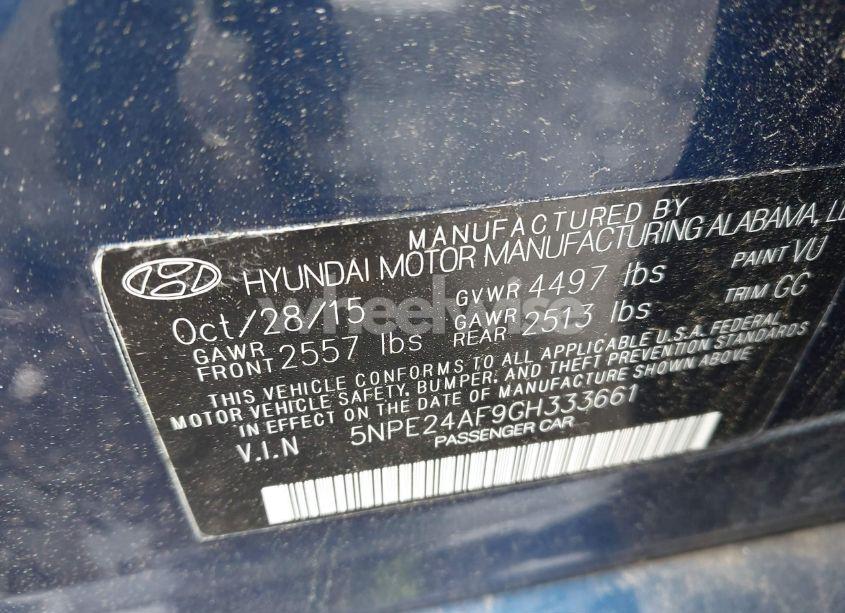 MANUFACTURED BY
HYUNDAI MOTOR MANUFACTURING ALABAMA,
Oct/28/15 GVWR 4497 lbs PAINT VU
GAWR FRONT 2557 lbs GAWR REAR 2513 lbs TRIM GG
THIS VEHICLE CONFORMS TO ALL APPLICABLE U.S.A. FEDERAL
MOTOR VEHICLE SAFETY, BUMPER, AND THEFT PREVENTION STANDARDS
IN EFFECT ON THE DATE OF MANUFACTURE SHOWN ABOVE
V.I.N 5NPE24AF9GH333661
PASSENGER CAR
wheelwise